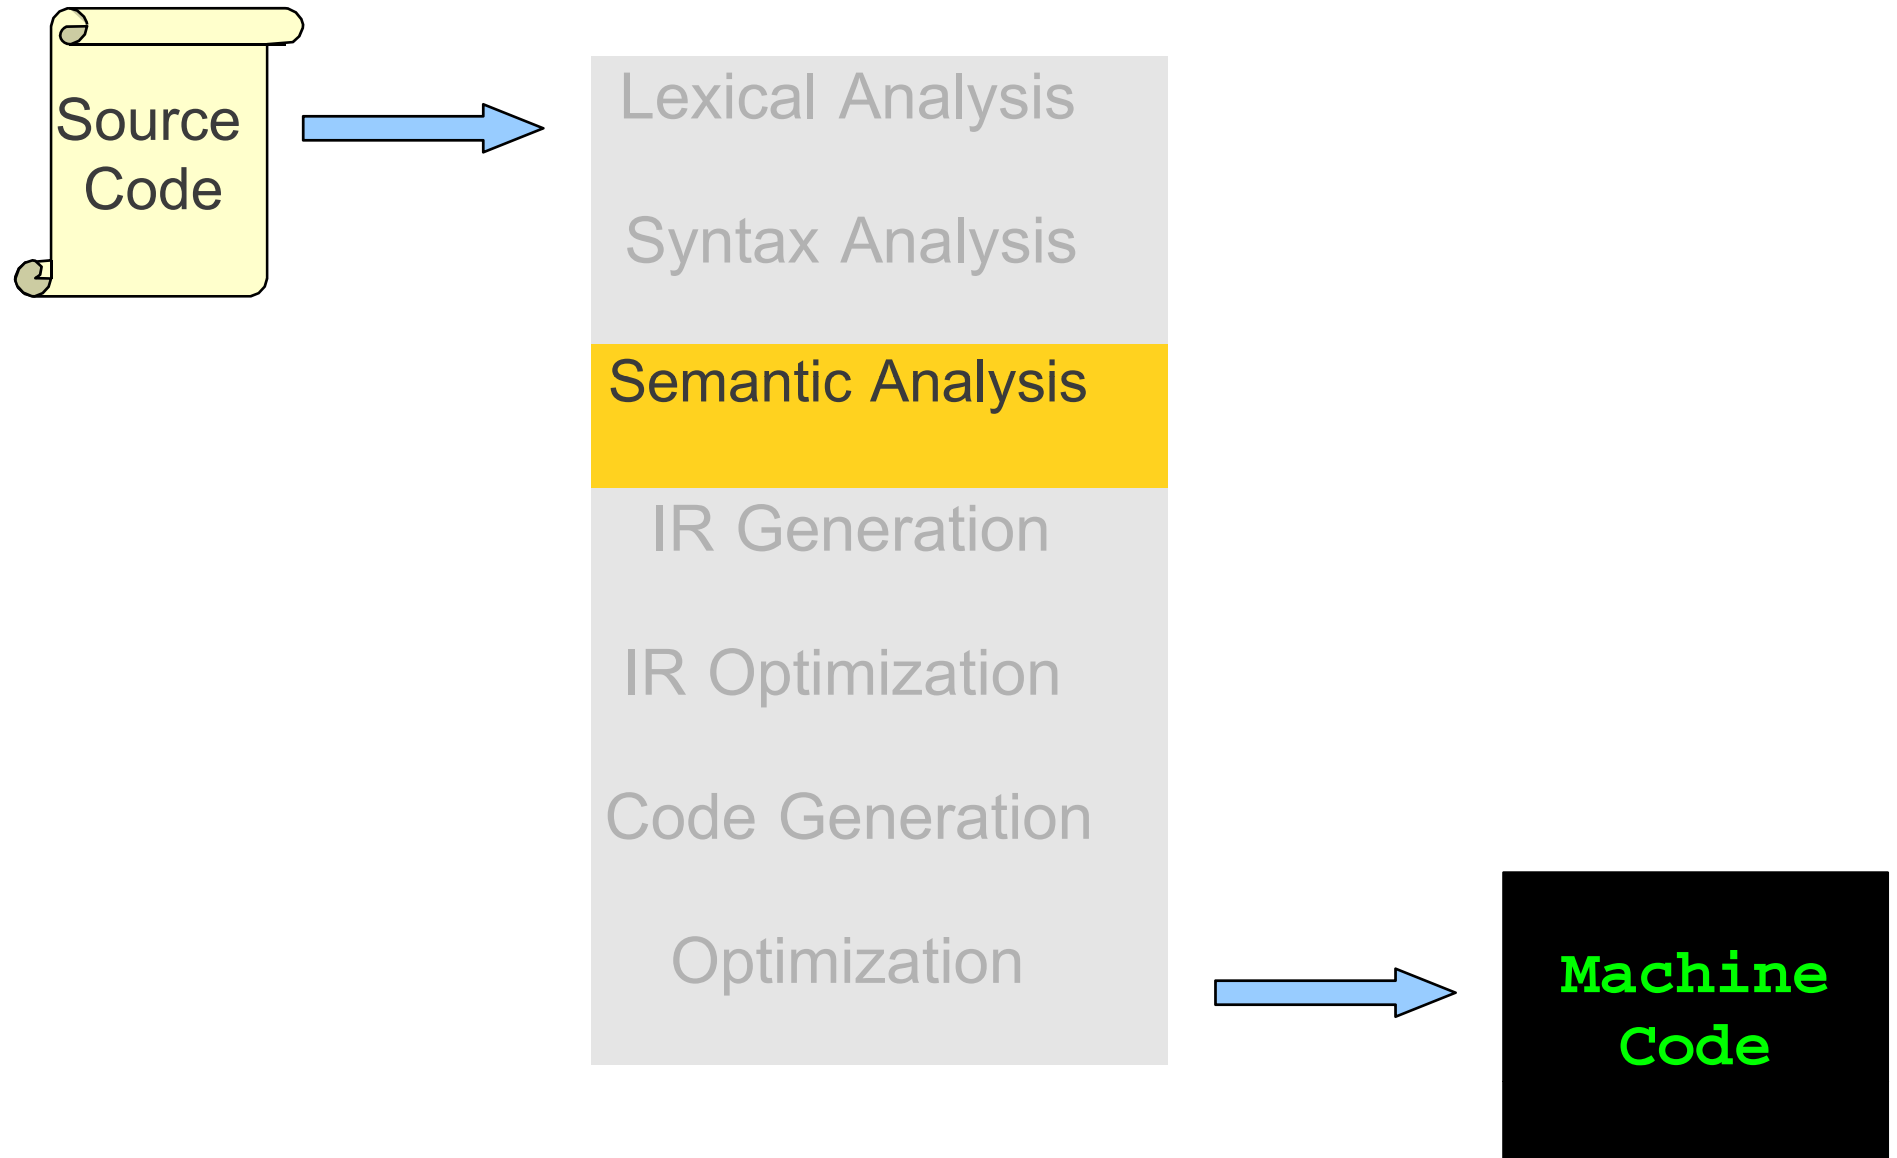 Source
Code
Lexical Analysis
Syntax Analysis
Semantic Analysis
IR Generation
IR Optimization
Code Generation
Optimization
Machine
Code